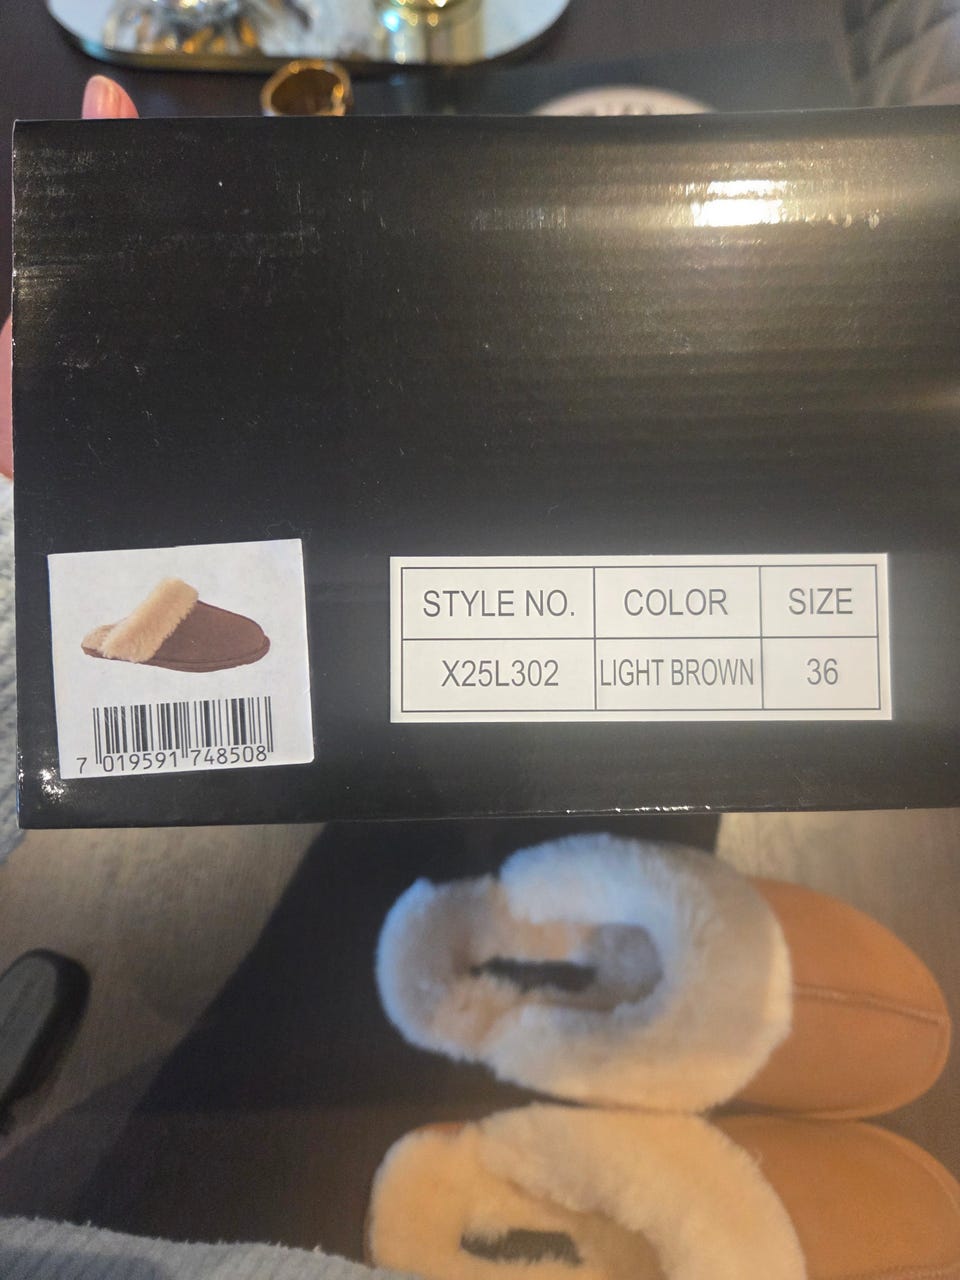 STYLE NO. COLOR SIZE
X25L302 LIGHT BROWN 36
7 019591 748508